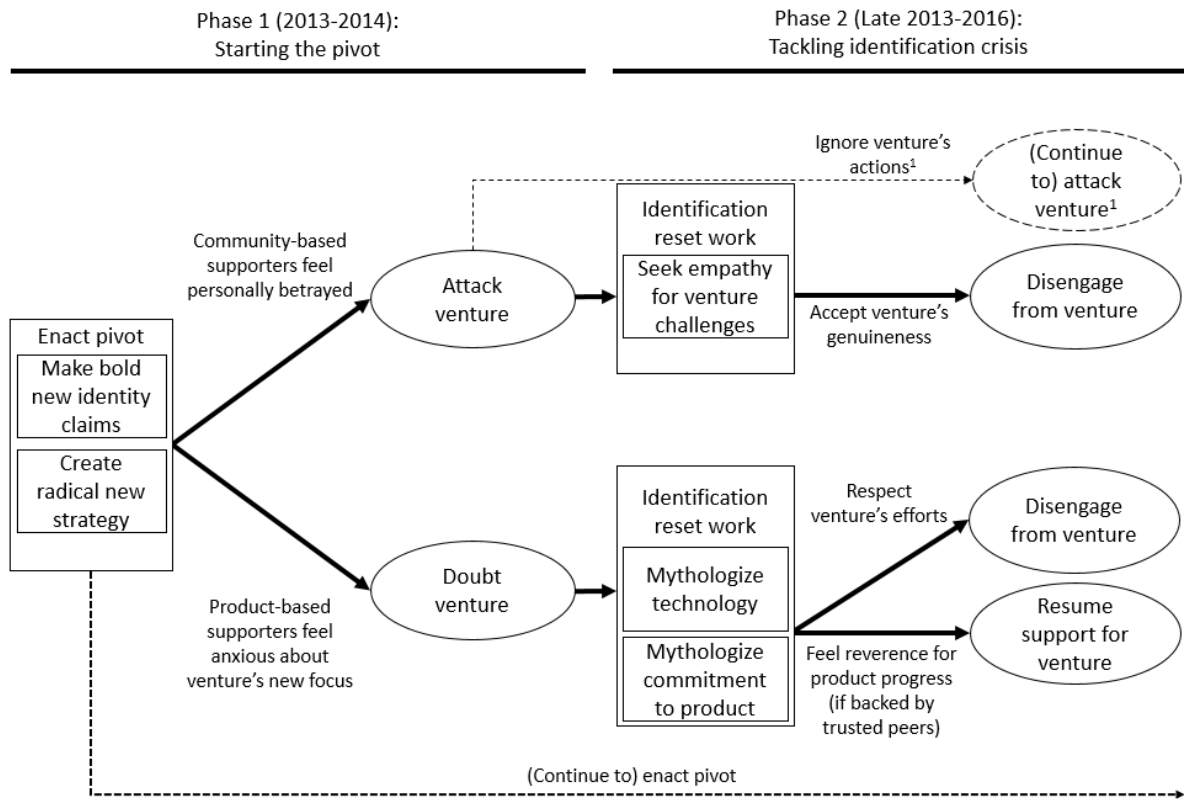 Phase 1 (2013-2014):
Starting the pivot
Phase 2 (Late 2013-2016):
Tackling identification crisis
Enact pivot
Make bold
new identity
claims
Create
radical new
strategy
Community-based
supporters feel
personally betrayed
Attack
venture
Ignore venture’s
actions¹
(Continue
to) attack
venture¹
Identification
reset work
Seek empathy
for venture
challenges
Accept venture’s
genuineness
Disengage
from venture
Product-based
supporters feel
anxious about
venture’s new focus
Doubt
venture
Identification
reset work
Mythologize
technology
Mythologize
commitment
to product
Respect
venture’s efforts
Disengage
from venture
Feel reverence for
product progress
(if backed by
trusted peers)
Resume
support for
venture
(Continue to) enact pivot